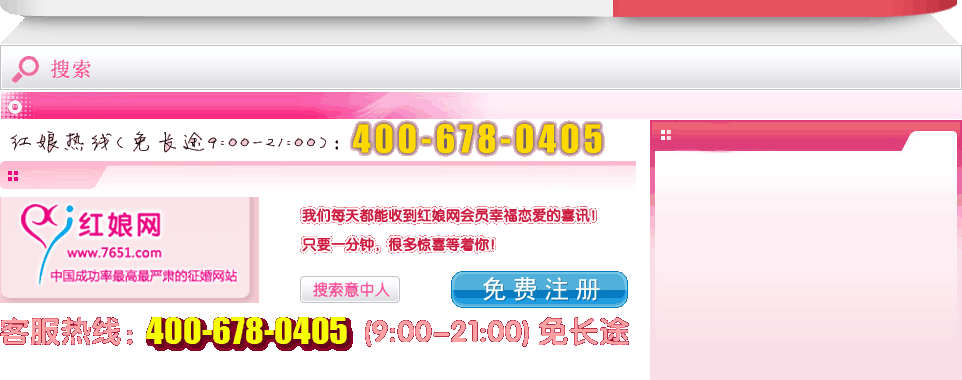 搜索
红娘热线(免长途9:00-21:00):400-678-0405
红娘网
www.7651.com
中国成功率最高最严肃的征婚网站
我们每天都能收到红娘网会员幸福恋爱的喜讯!
只要一分钟，很多惊喜等着你!
搜索意中人
免费注册
客服热线: 400-678-0405 (9:00-21:00) 免长途